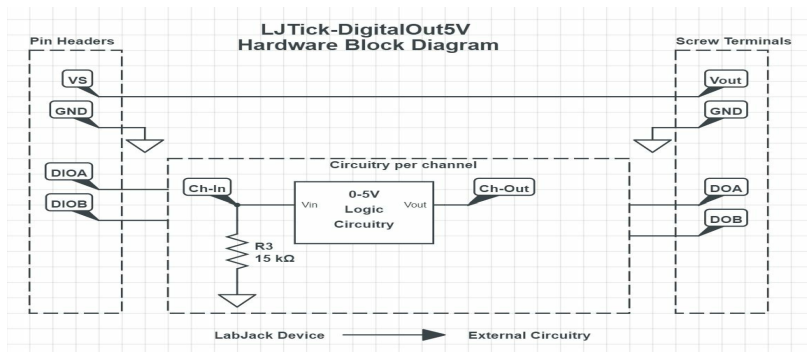 LJTick-DigitalOut5V
Hardware Block Diagram
Pin Headers
Screw Terminals
VS
Vout
GND
GND
Circuitry per channel
DIOA
Ch-In
0-5V
Logic
Circuitry
Vin
Vout
Ch-Out
DOA
DIOB
DOB
R3
15 kΩ
LabJack Device
External Circuitry